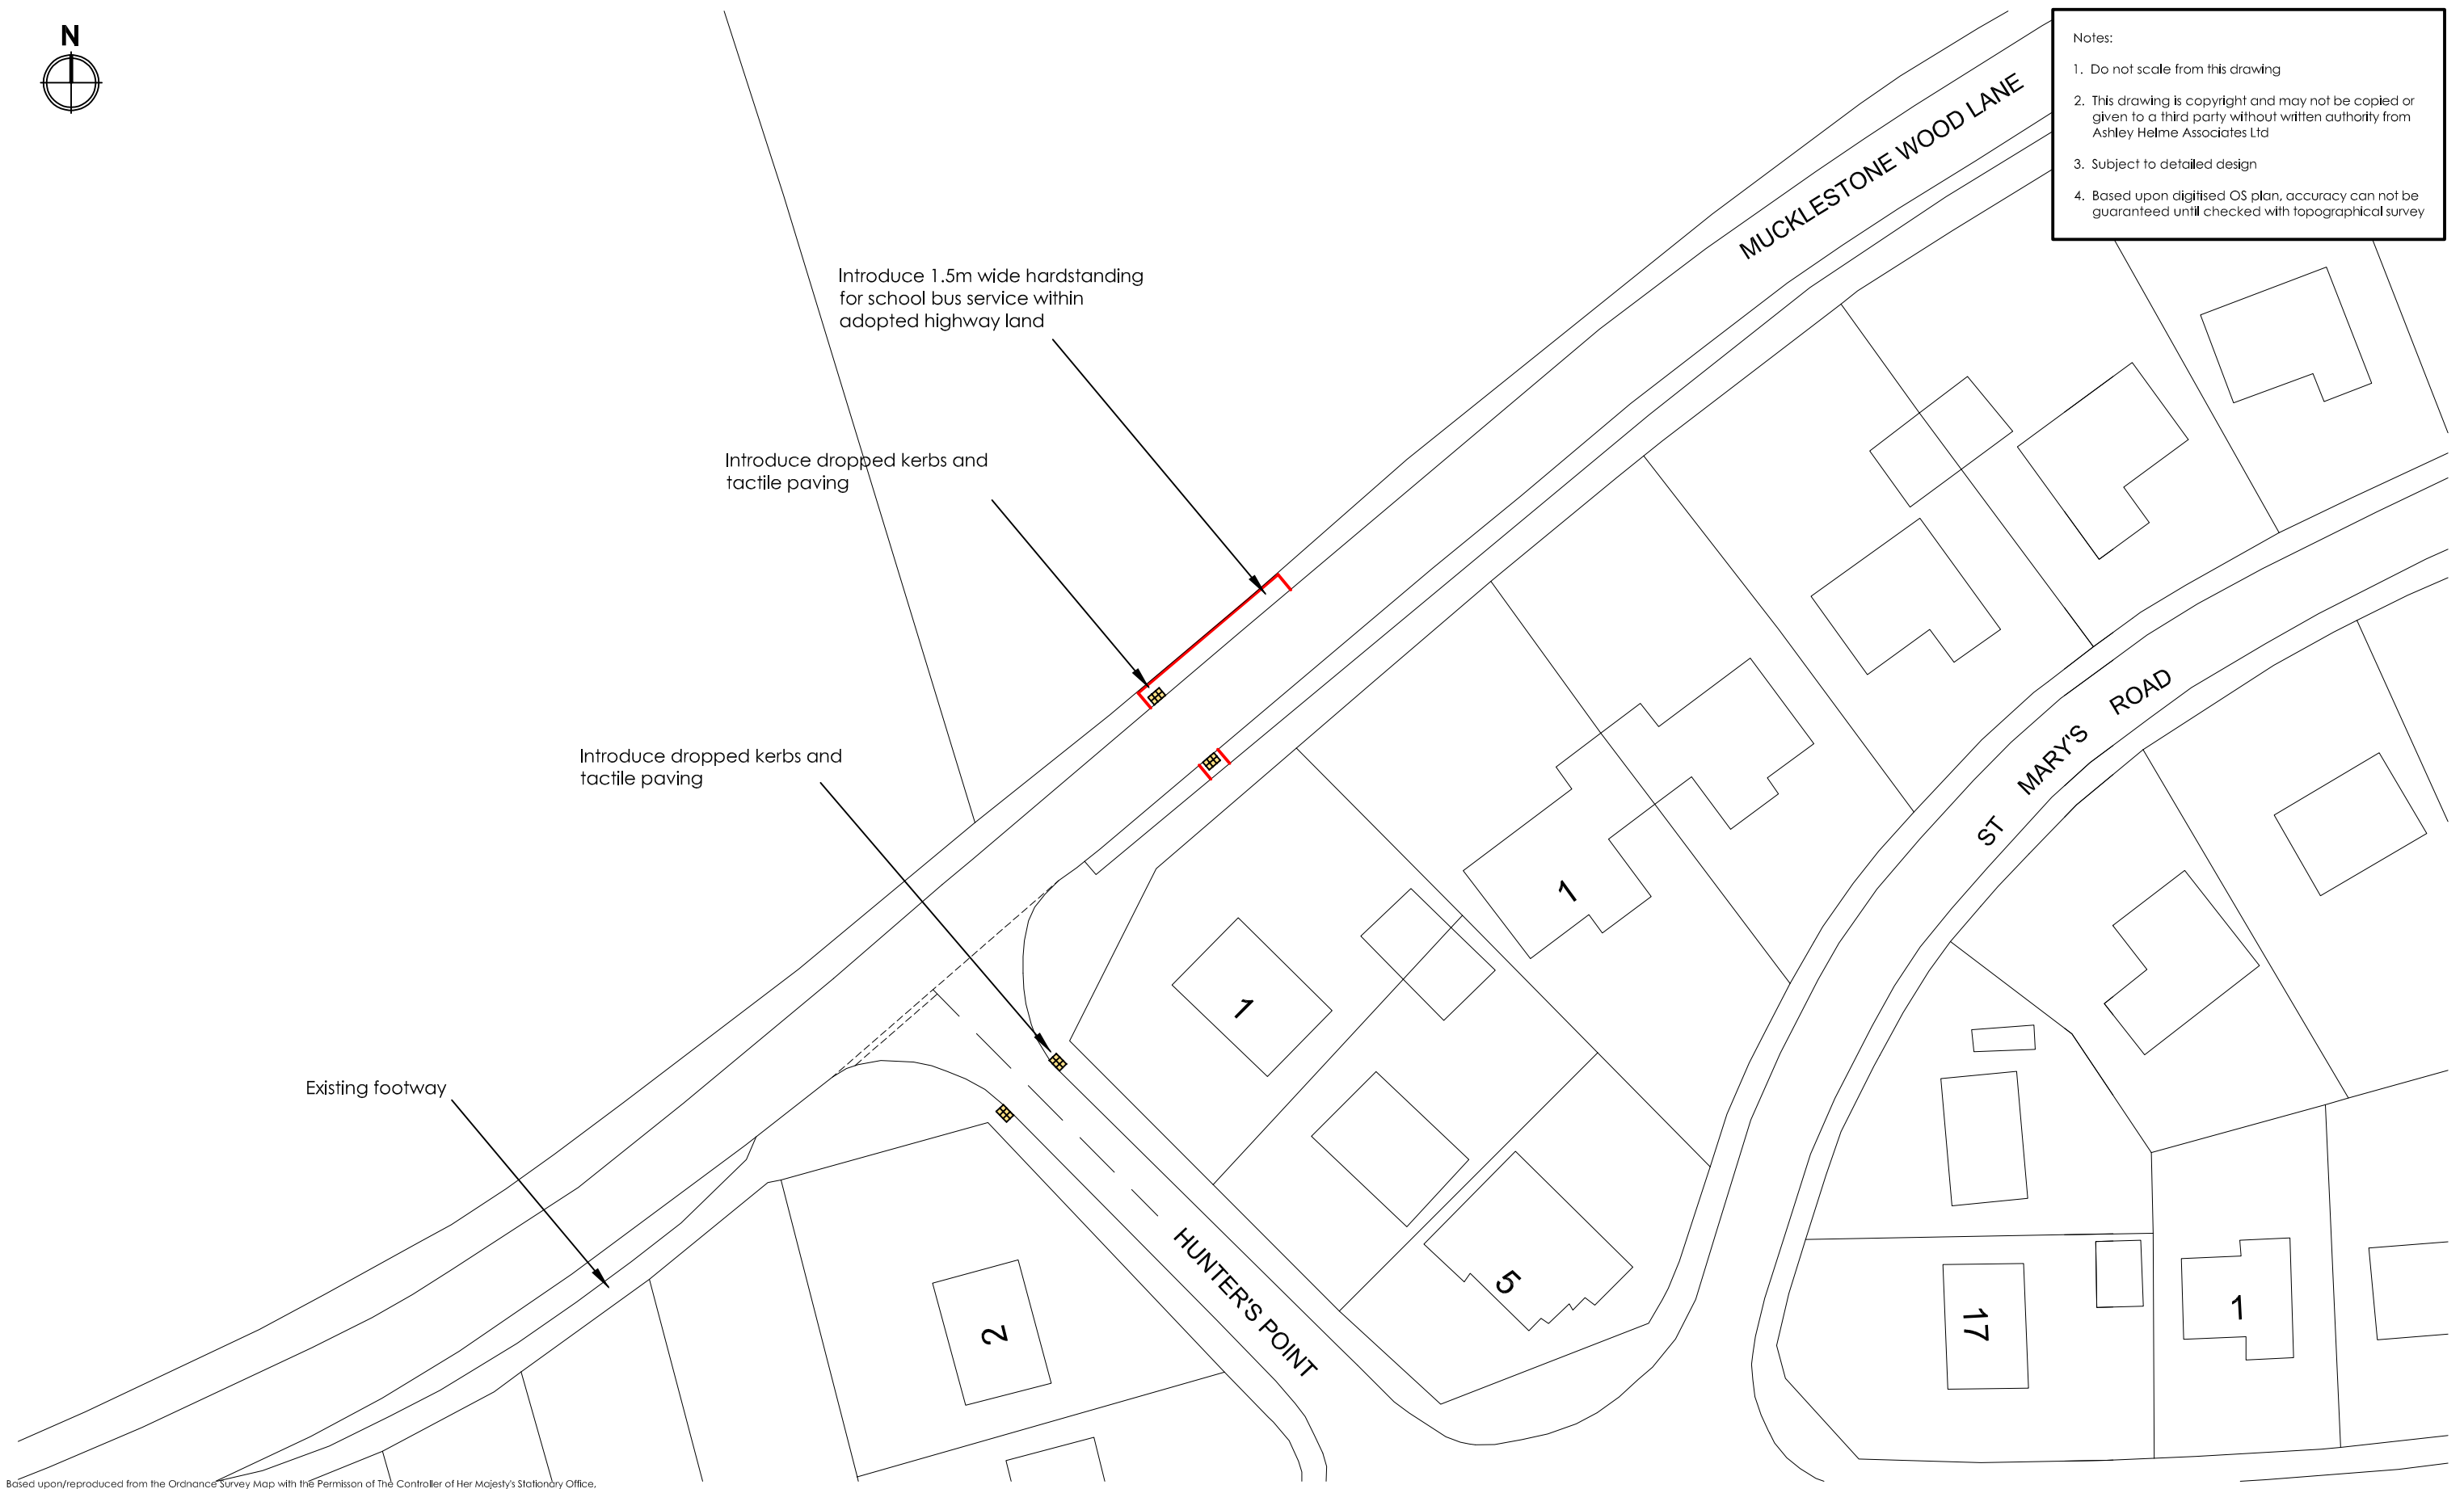 N
Notes:
1. Do not scale from this drawing
2. This drawing is copyright and may not be copied or
given to a third party without written authority from
Ashley Helme Associates Ltd
3. Subject to detailed design
4. Based upon digitised OS plan, accuracy can not be
guaranteed until checked with topographical survey
MUCKLESTONE WOOD LANE
Introduce 1.5m wide hardstanding
for school bus service within
adopted highway land
Introduce dropped kerbs and
tactile paving
Introduce dropped kerbs and
tactile paving
ST MARY'S ROAD
1
1
Existing footway
HUNTER'S POINT
5
2
17
1
Based upon/reproduced from the Ordnance Survey Map with the Permisson of The Controller of Her Majesty's Stationary Office.